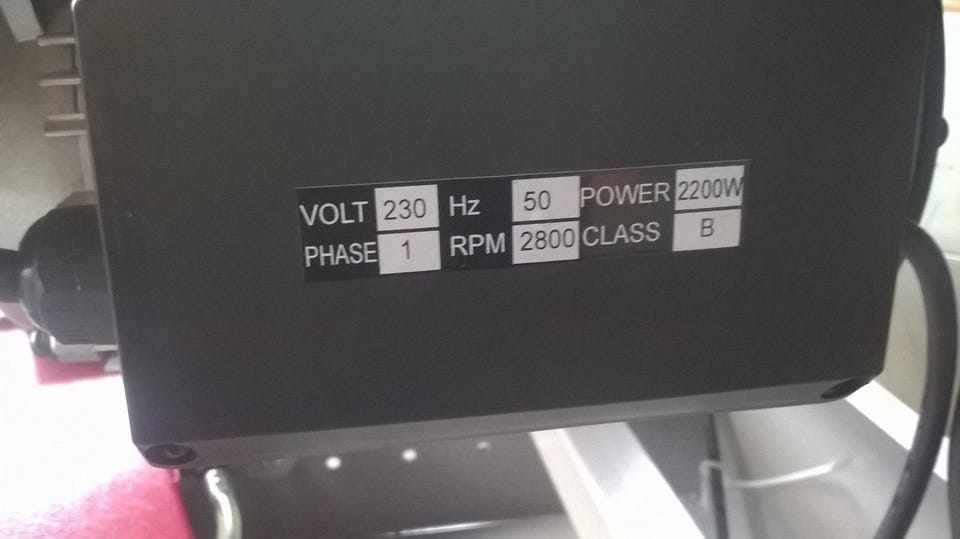 VOLT 230 Hz 50 POWER 2200W
PHASE 1 RPM 2800 CLASS B